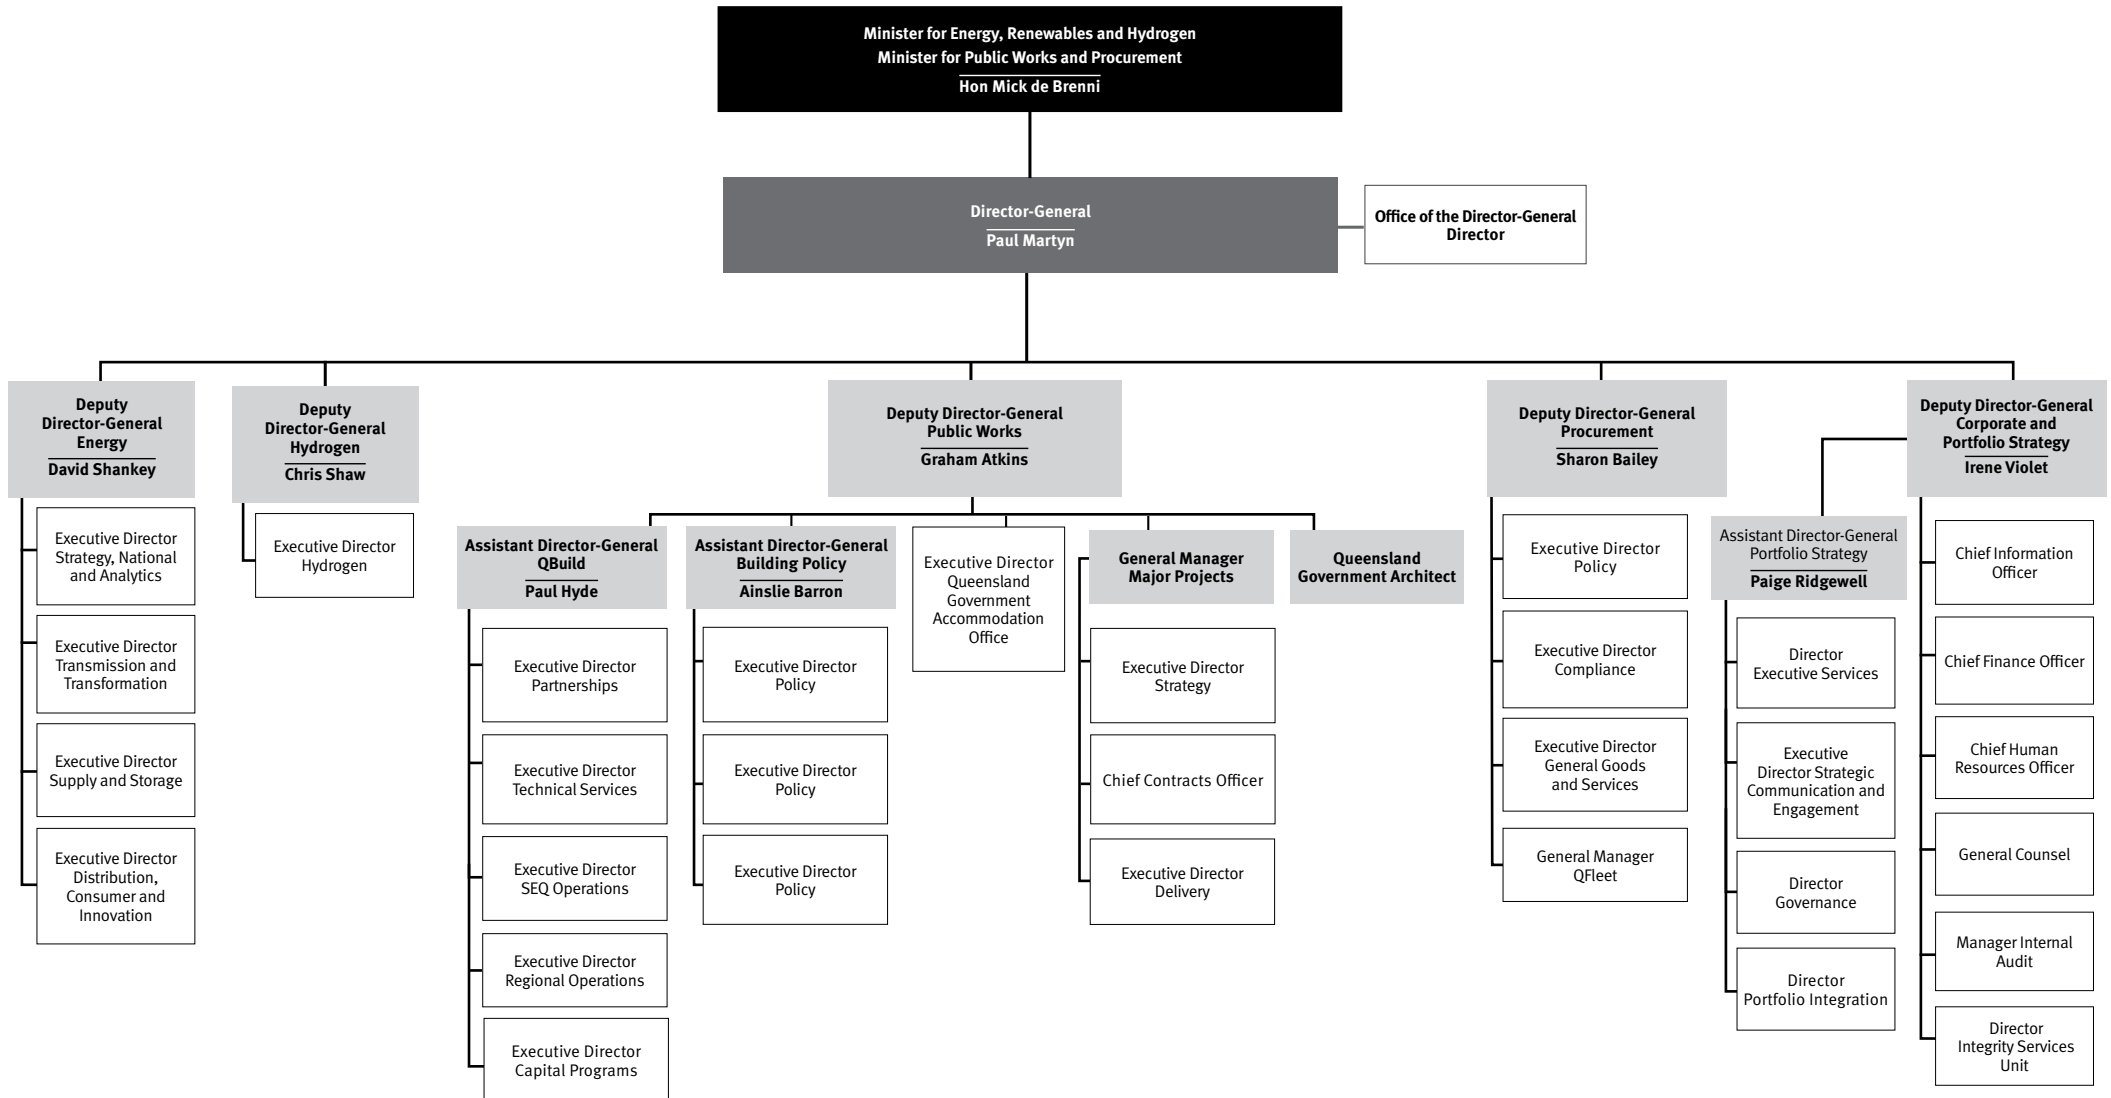 Minister for Energy, Renewables and Hydrogen
Minister for Public Works and Procurement
Hon Mick de Brenni
Director-General
Paul Martyn
Office of the Director-General
Director
Deputy
Director-General
Energy
David Shankey
Executive Director
Strategy, National
and Analytics
Executive Director
Transmission and
Transformation
Executive Director
Supply and Storage
Executive Director
Distribution,
Consumer and
Innovation
Deputy
Director-General
Hydrogen
Chris Shaw
Executive Director
Hydrogen
Deputy Director-General
Public Works
Graham Atkins
Assistant Director-General
QBuild
Paul Hyde
Executive Director
Partnerships
Executive Director
Technical Services
Executive Director
SEQ Operations
Executive Director
Regional Operations
Executive Director
Capital Programs
Assistant Director-General
Building Policy
Ainslie Barron
Executive Director
Policy
Executive Director
Policy
Executive Director
Policy
Executive Director
Queensland
Government
Accommodation
Office
General Manager
Major Projects
Executive Director
Strategy
Chief Contracts Officer
Executive Director
Delivery
Queensland
Government Architect
Deputy Director-General
Procurement
Sharon Bailey
Executive Director
Policy
Executive Director
Compliance
Executive Director
General Goods
and Services
General Manager
QFleet
Deputy Director-General
Corporate and
Portfolio Strategy
Irene Violet
Assistant Director-General
Portfolio Strategy
Paige Ridgewell
Director
Executive Services
Executive
Director Strategic
Communication and
Engagement
Director
Governance
Director
Portfolio Integration
Chief Information
Officer
Chief Finance Officer
Chief Human
Resources Officer
General Counsel
Manager Internal
Audit
Director
Integrity Services
Unit